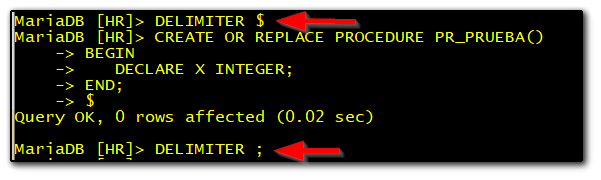 MariaDB [HR]> DELIMITER $
MariaDB [HR]> CREATE OR REPLACE PROCEDURE PR_PRUEBA()
    -> BEGIN
    ->    DECLARE X INTEGER;
    -> END;
    -> $
Query OK, 0 rows affected (0.02 sec)

MariaDB [HR]> DELIMITER ;